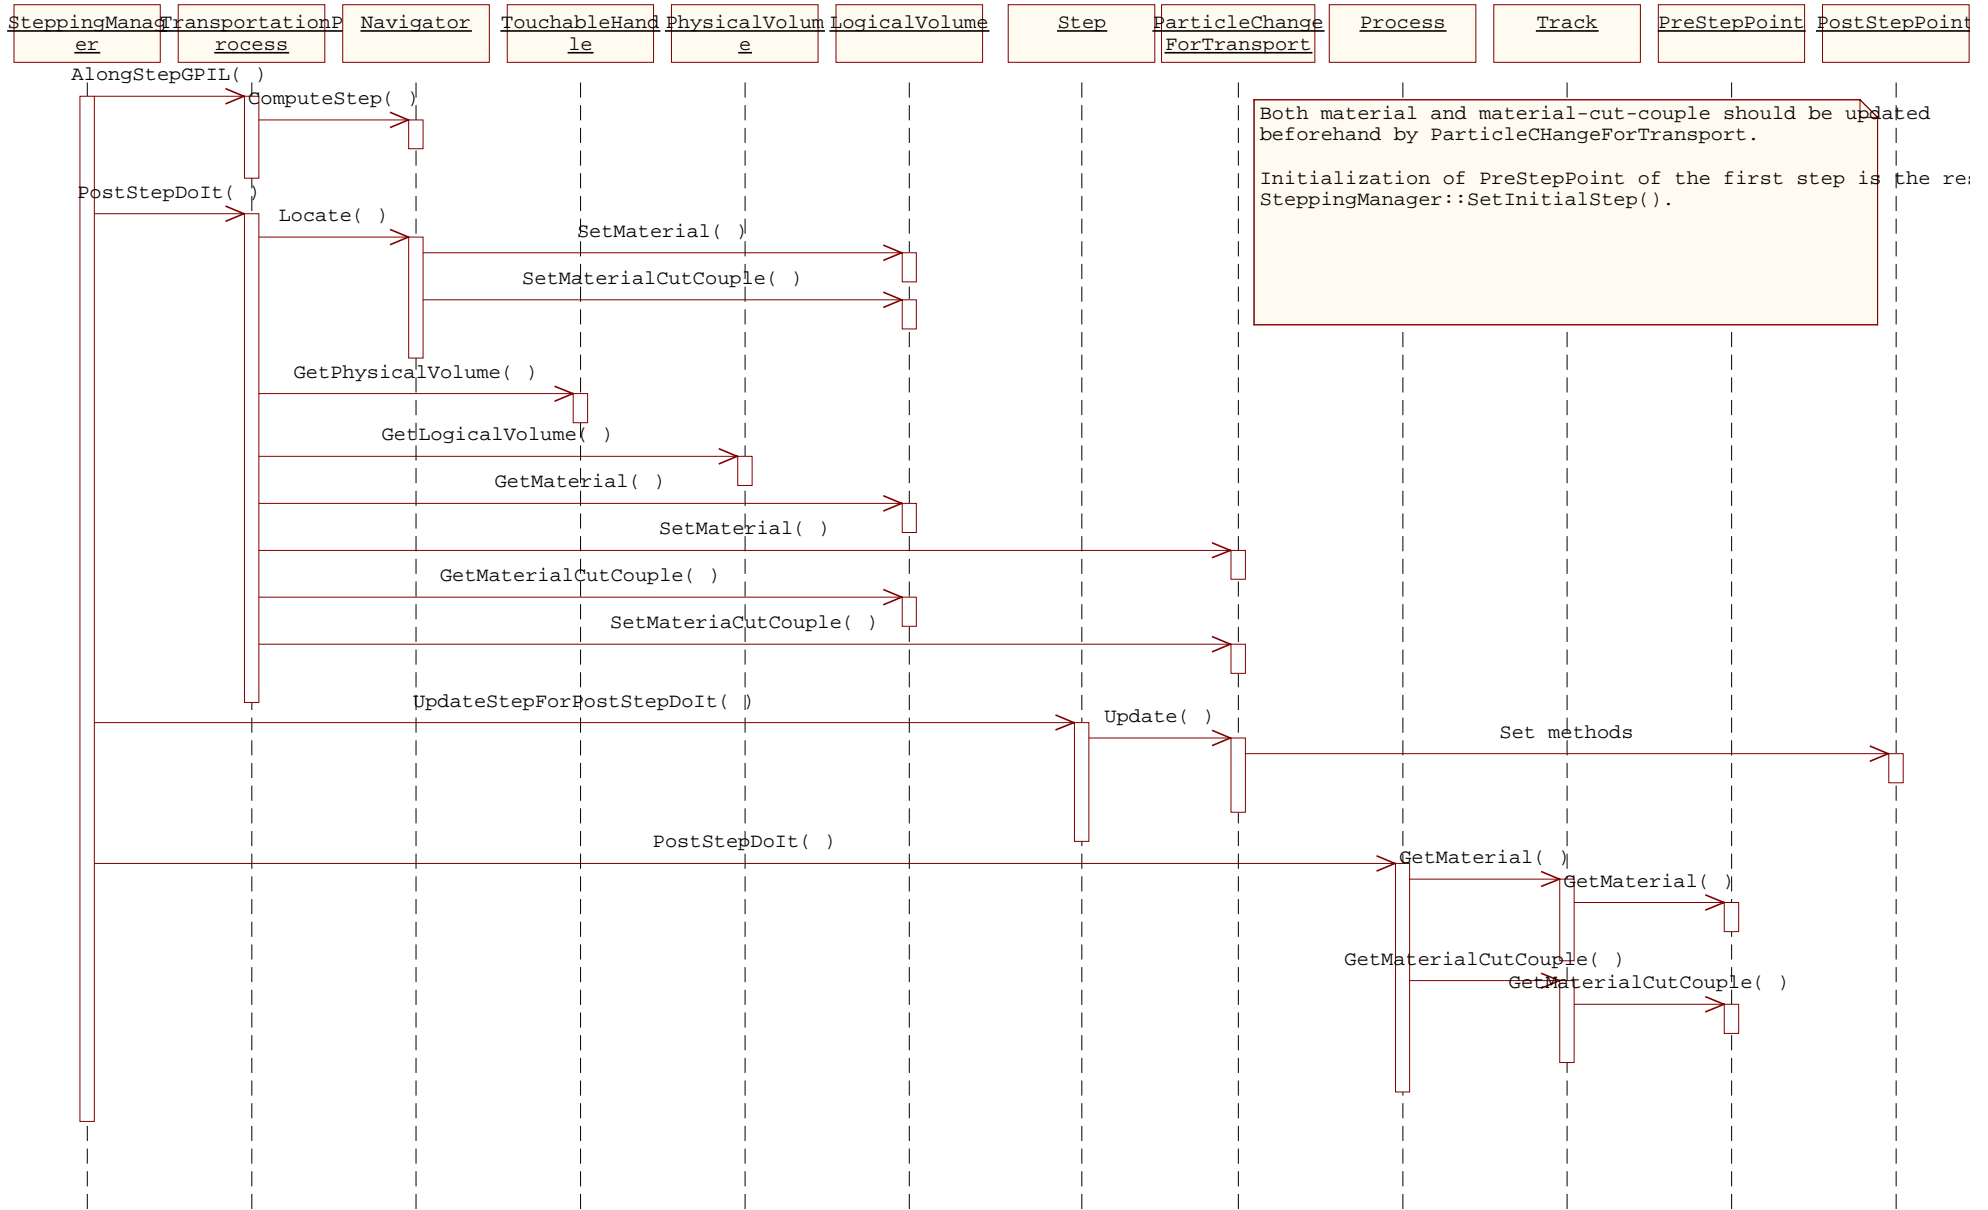 SteppingManag
er
TransportationP
rocess
Navigator
TouchableHand
le
PhysicalVolum
e
LogicalVolume
Step
ParticleChange
ForTransport
Process
Track
PreStepPoint
PostStepPoint
AlongStepGPIL( )
ComputeStep( )
Both material and material-cut-couple should be updated
beforehand by ParticleCHangeForTransport.
Initialization of PreStepPoint of the first step is the res
SteppingManager::SetInitialStep().
PostStepDoIt( )
Locate( )
SetMaterial( )
SetMaterialCutCouple( )
GetPhysicalVolume( )
GetLogicalVolume( )
GetMaterial( )
SetMaterial( )
GetMaterialCutCouple( )
SetMateriaCutCouple( )
UpdateStepForPostStepDoIt( )
Update( )
Set methods
PostStepDoIt( )
GetMaterial( )
GetMaterial( )
GetMaterialCutCouple( )
GetMaterialCutCouple( )